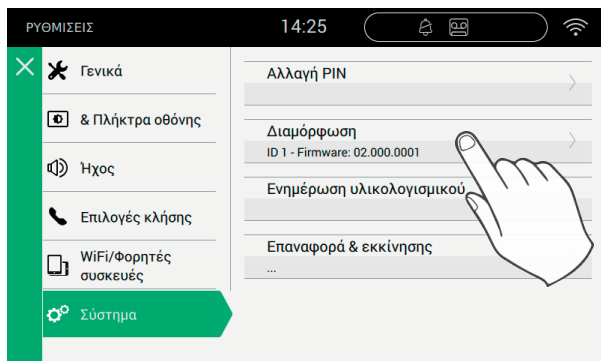 ΡΥΘΜΙΣΕΙΣ 14:25
Γενικά
& Πλήκτρα οθόνης
Ήχος
Επιλογές κλήσης
WiFi/Φορητές
συσκευές
Σύστημα
Αλλαγή PIN
Διαμόρφωση
ID 1 - Firmware: 02.000.0001
Ενημέρωση υλικολογισμικού
Επαναφορά & εκκίνησης
...